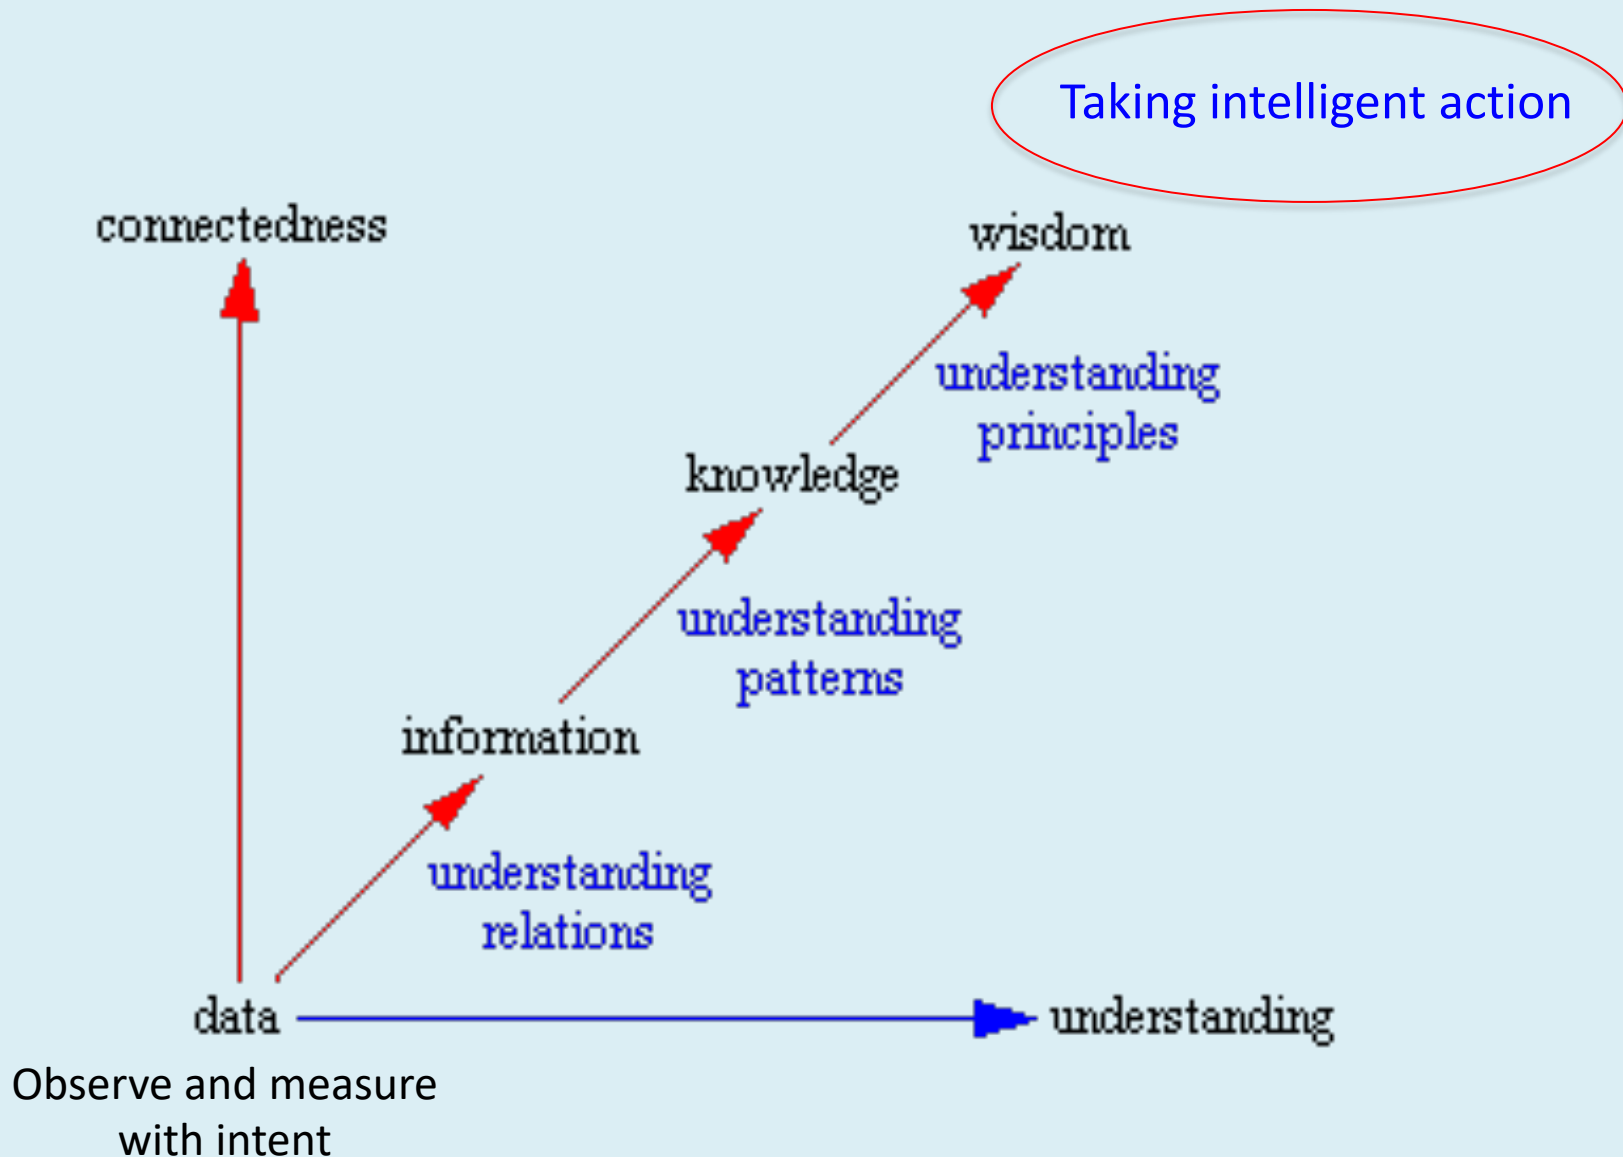 Taking intelligent action
connectedness
wisdom
understanding
principles
knowledge
understanding
patterns
information
understanding
relations
data
understanding
Observe and measure
with intent